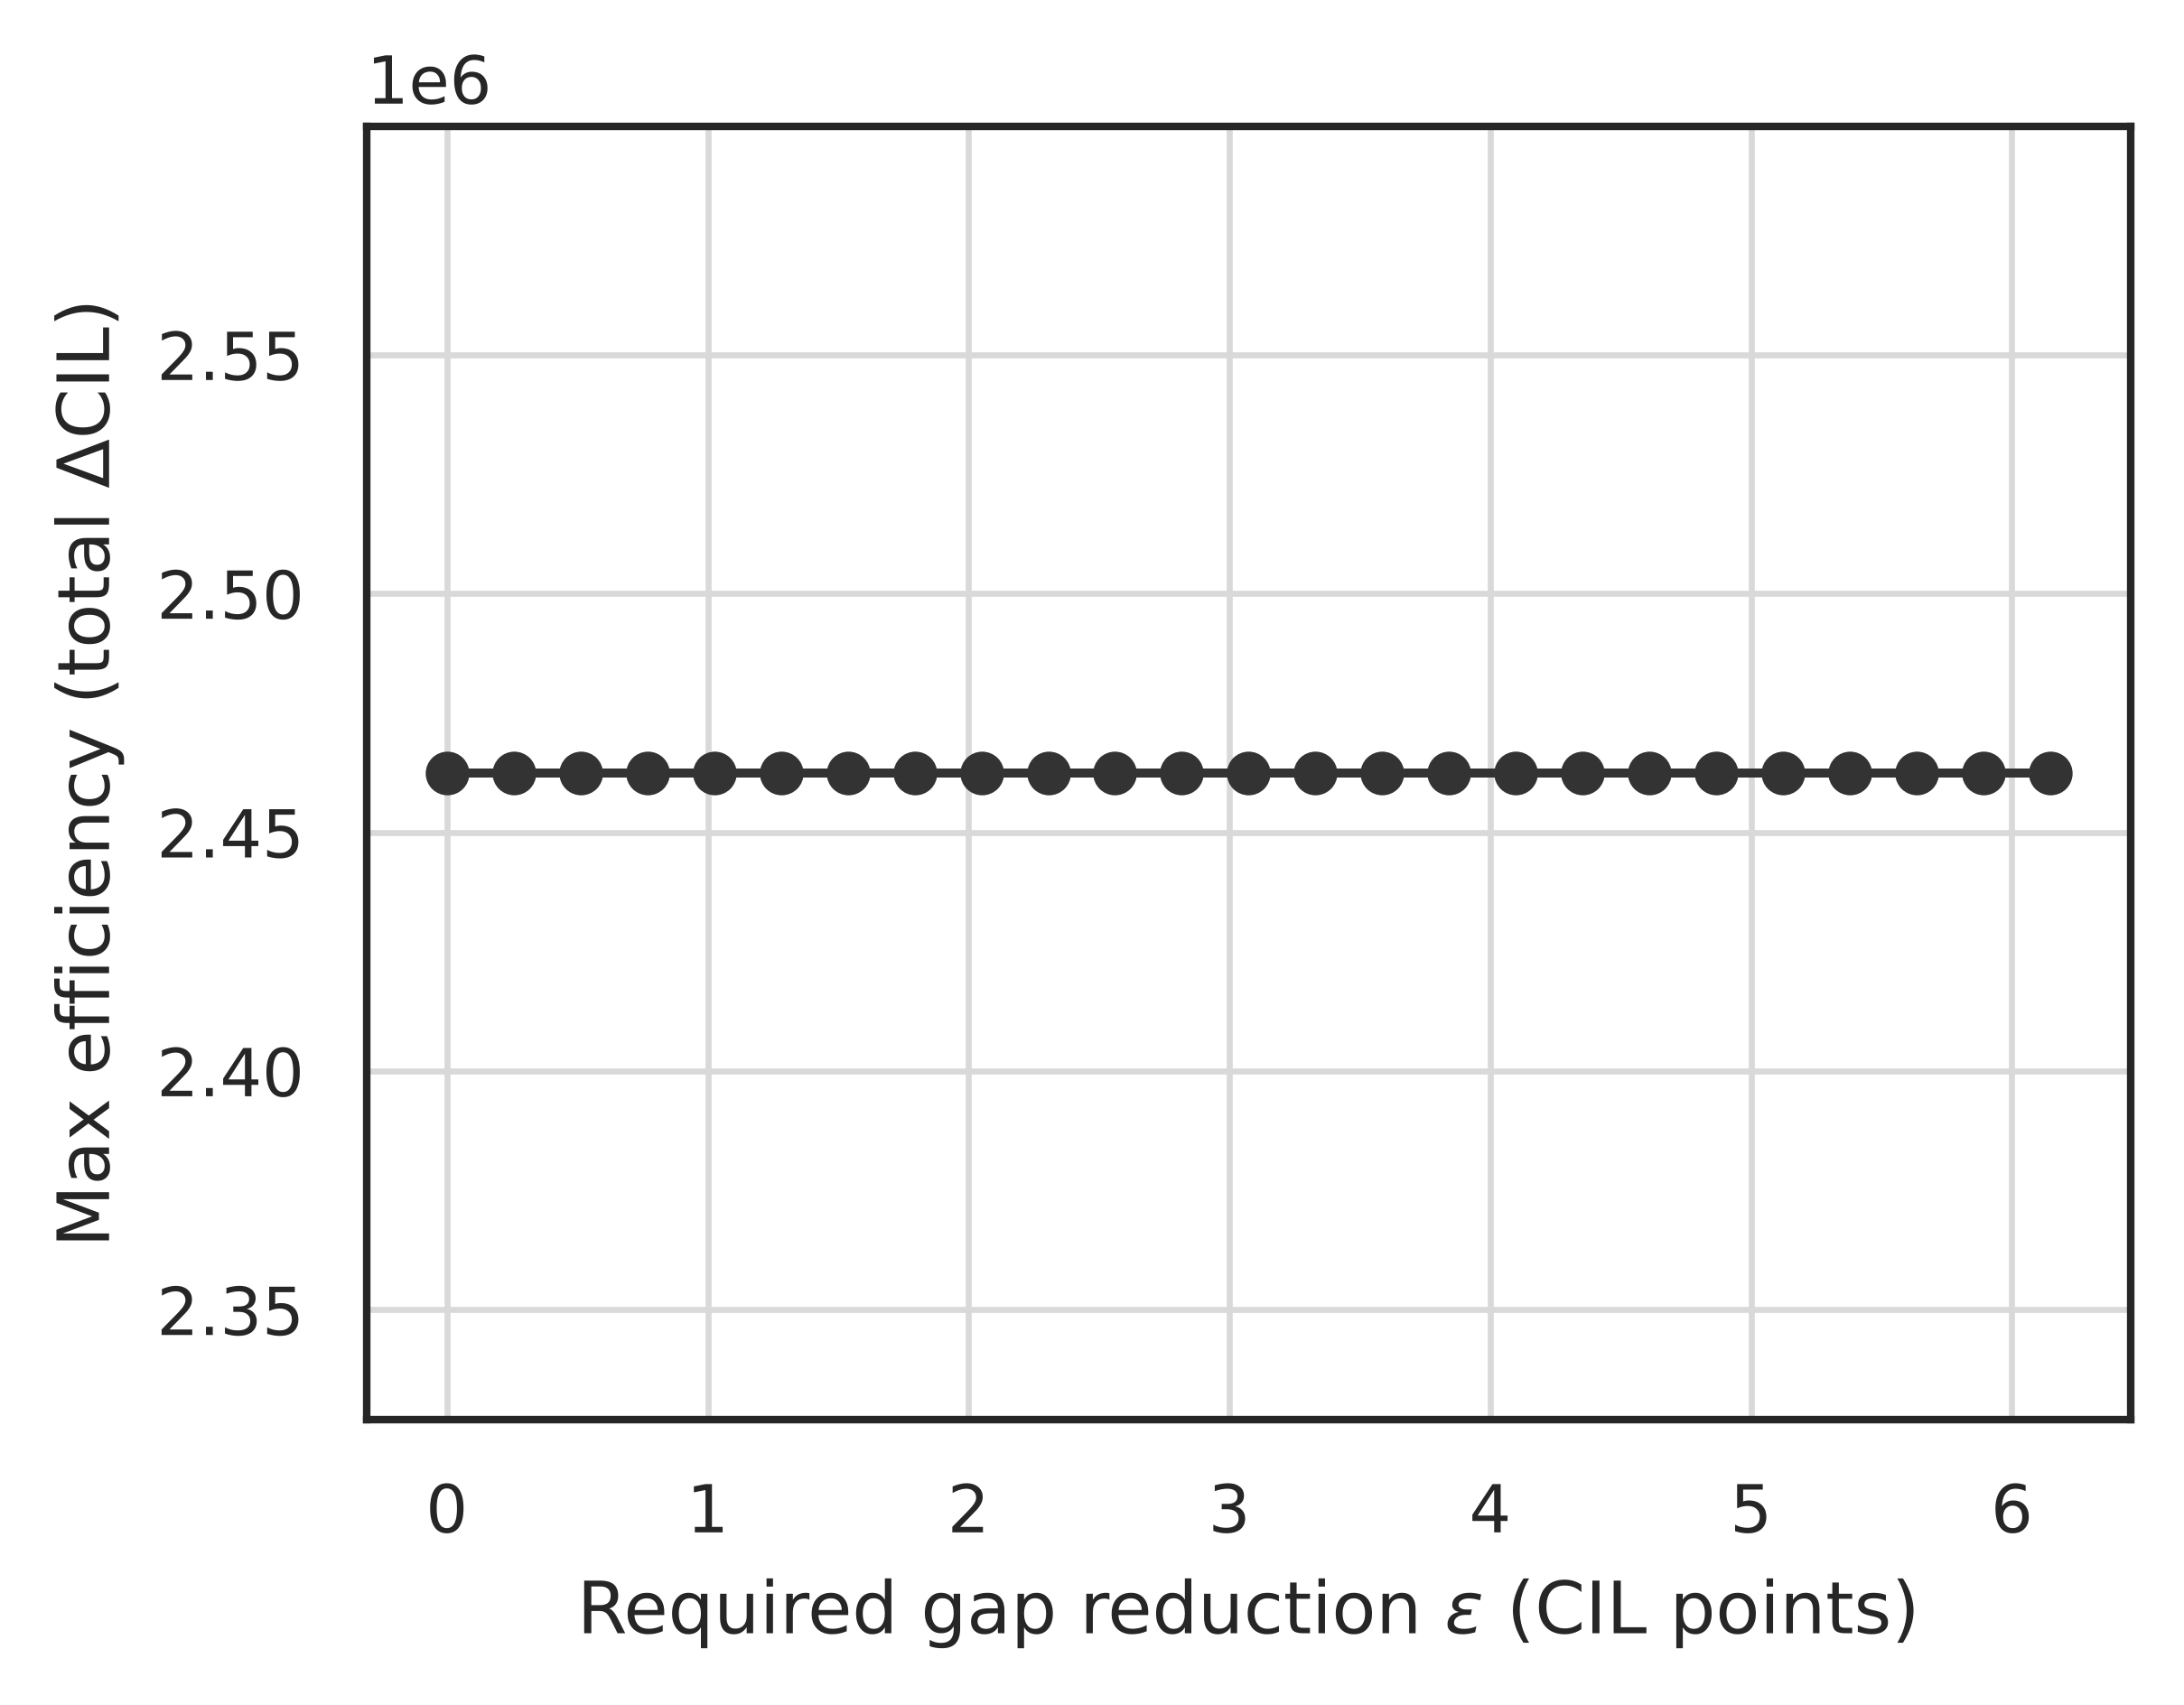 1e6
Max efficiency (total ΔCIL)
2.55
2.50
2.45
2.40
2.35
0 1 2 3 4 5 6
Required gap reduction ε (CIL points)